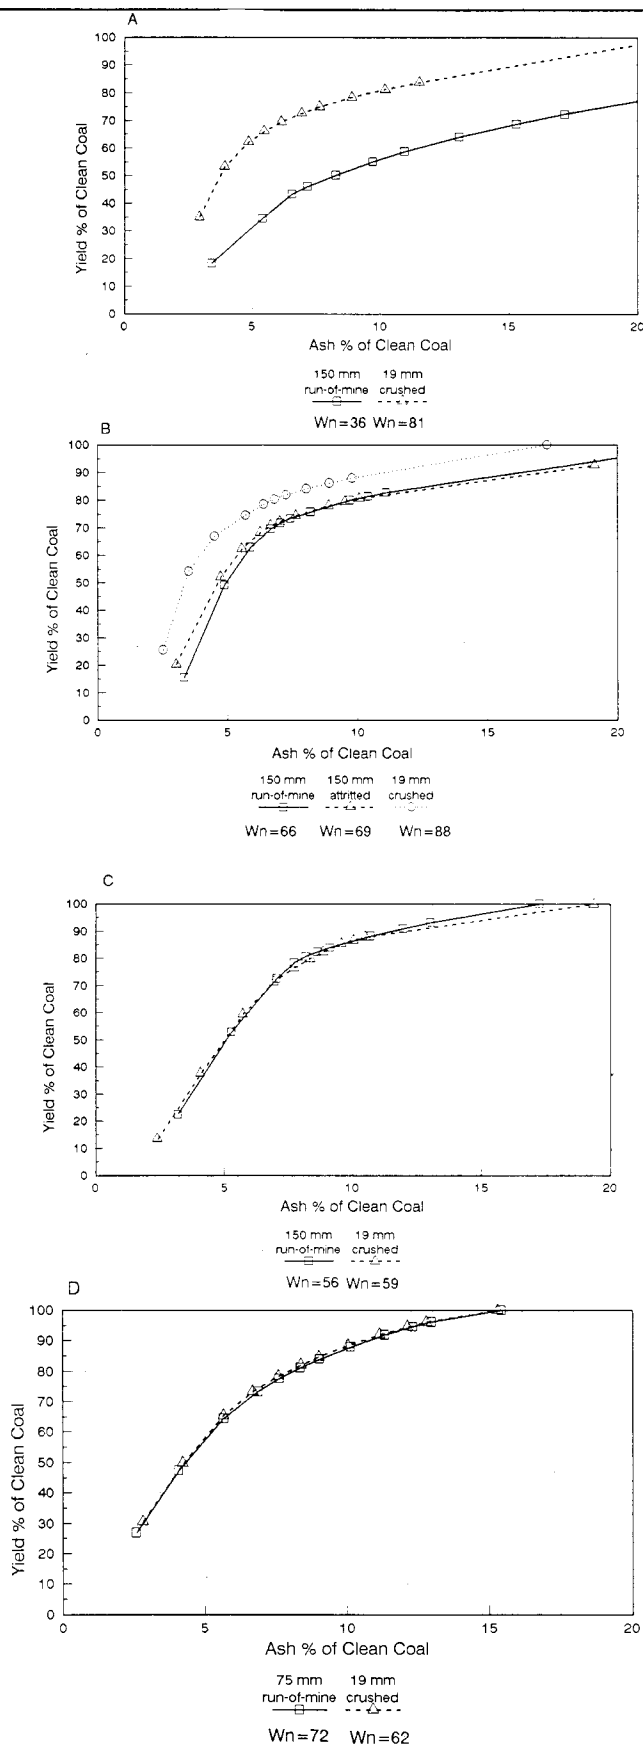 A
100
90
80
70
60
50
40
30
20
10
0
Yield % of Clean Coal
0 5 10 15 20
Ash % of Clean Coal
150 mm 19 mm
run-of-mine crushed
Wn=36 Wn=81
B
100
90
80
70
60
50
40
30
20
10
0
Yield % of Clean Coal
0 5 10 15 20
Ash % of Clean Coal
150 mm 150 mm 19 mm
run-of-mine attritted crushed
Wn=66 Wn=69 Wn=88
C
100
90
80
70
60
50
40
30
20
10
0
Yield % of Clean Coal
0 5 10 15 20
Ash % of Clean Coal
150 mm 19 mm
run-of-mine crushed
Wn=56 Wn=59
D
100
90
80
70
60
50
40
30
20
10
0
Yield % of Clean Coal
0 5 10 15 20
Ash % of Clean Coal
75 mm 19 mm
run-of-mine crushed
Wn=72 Wn=62